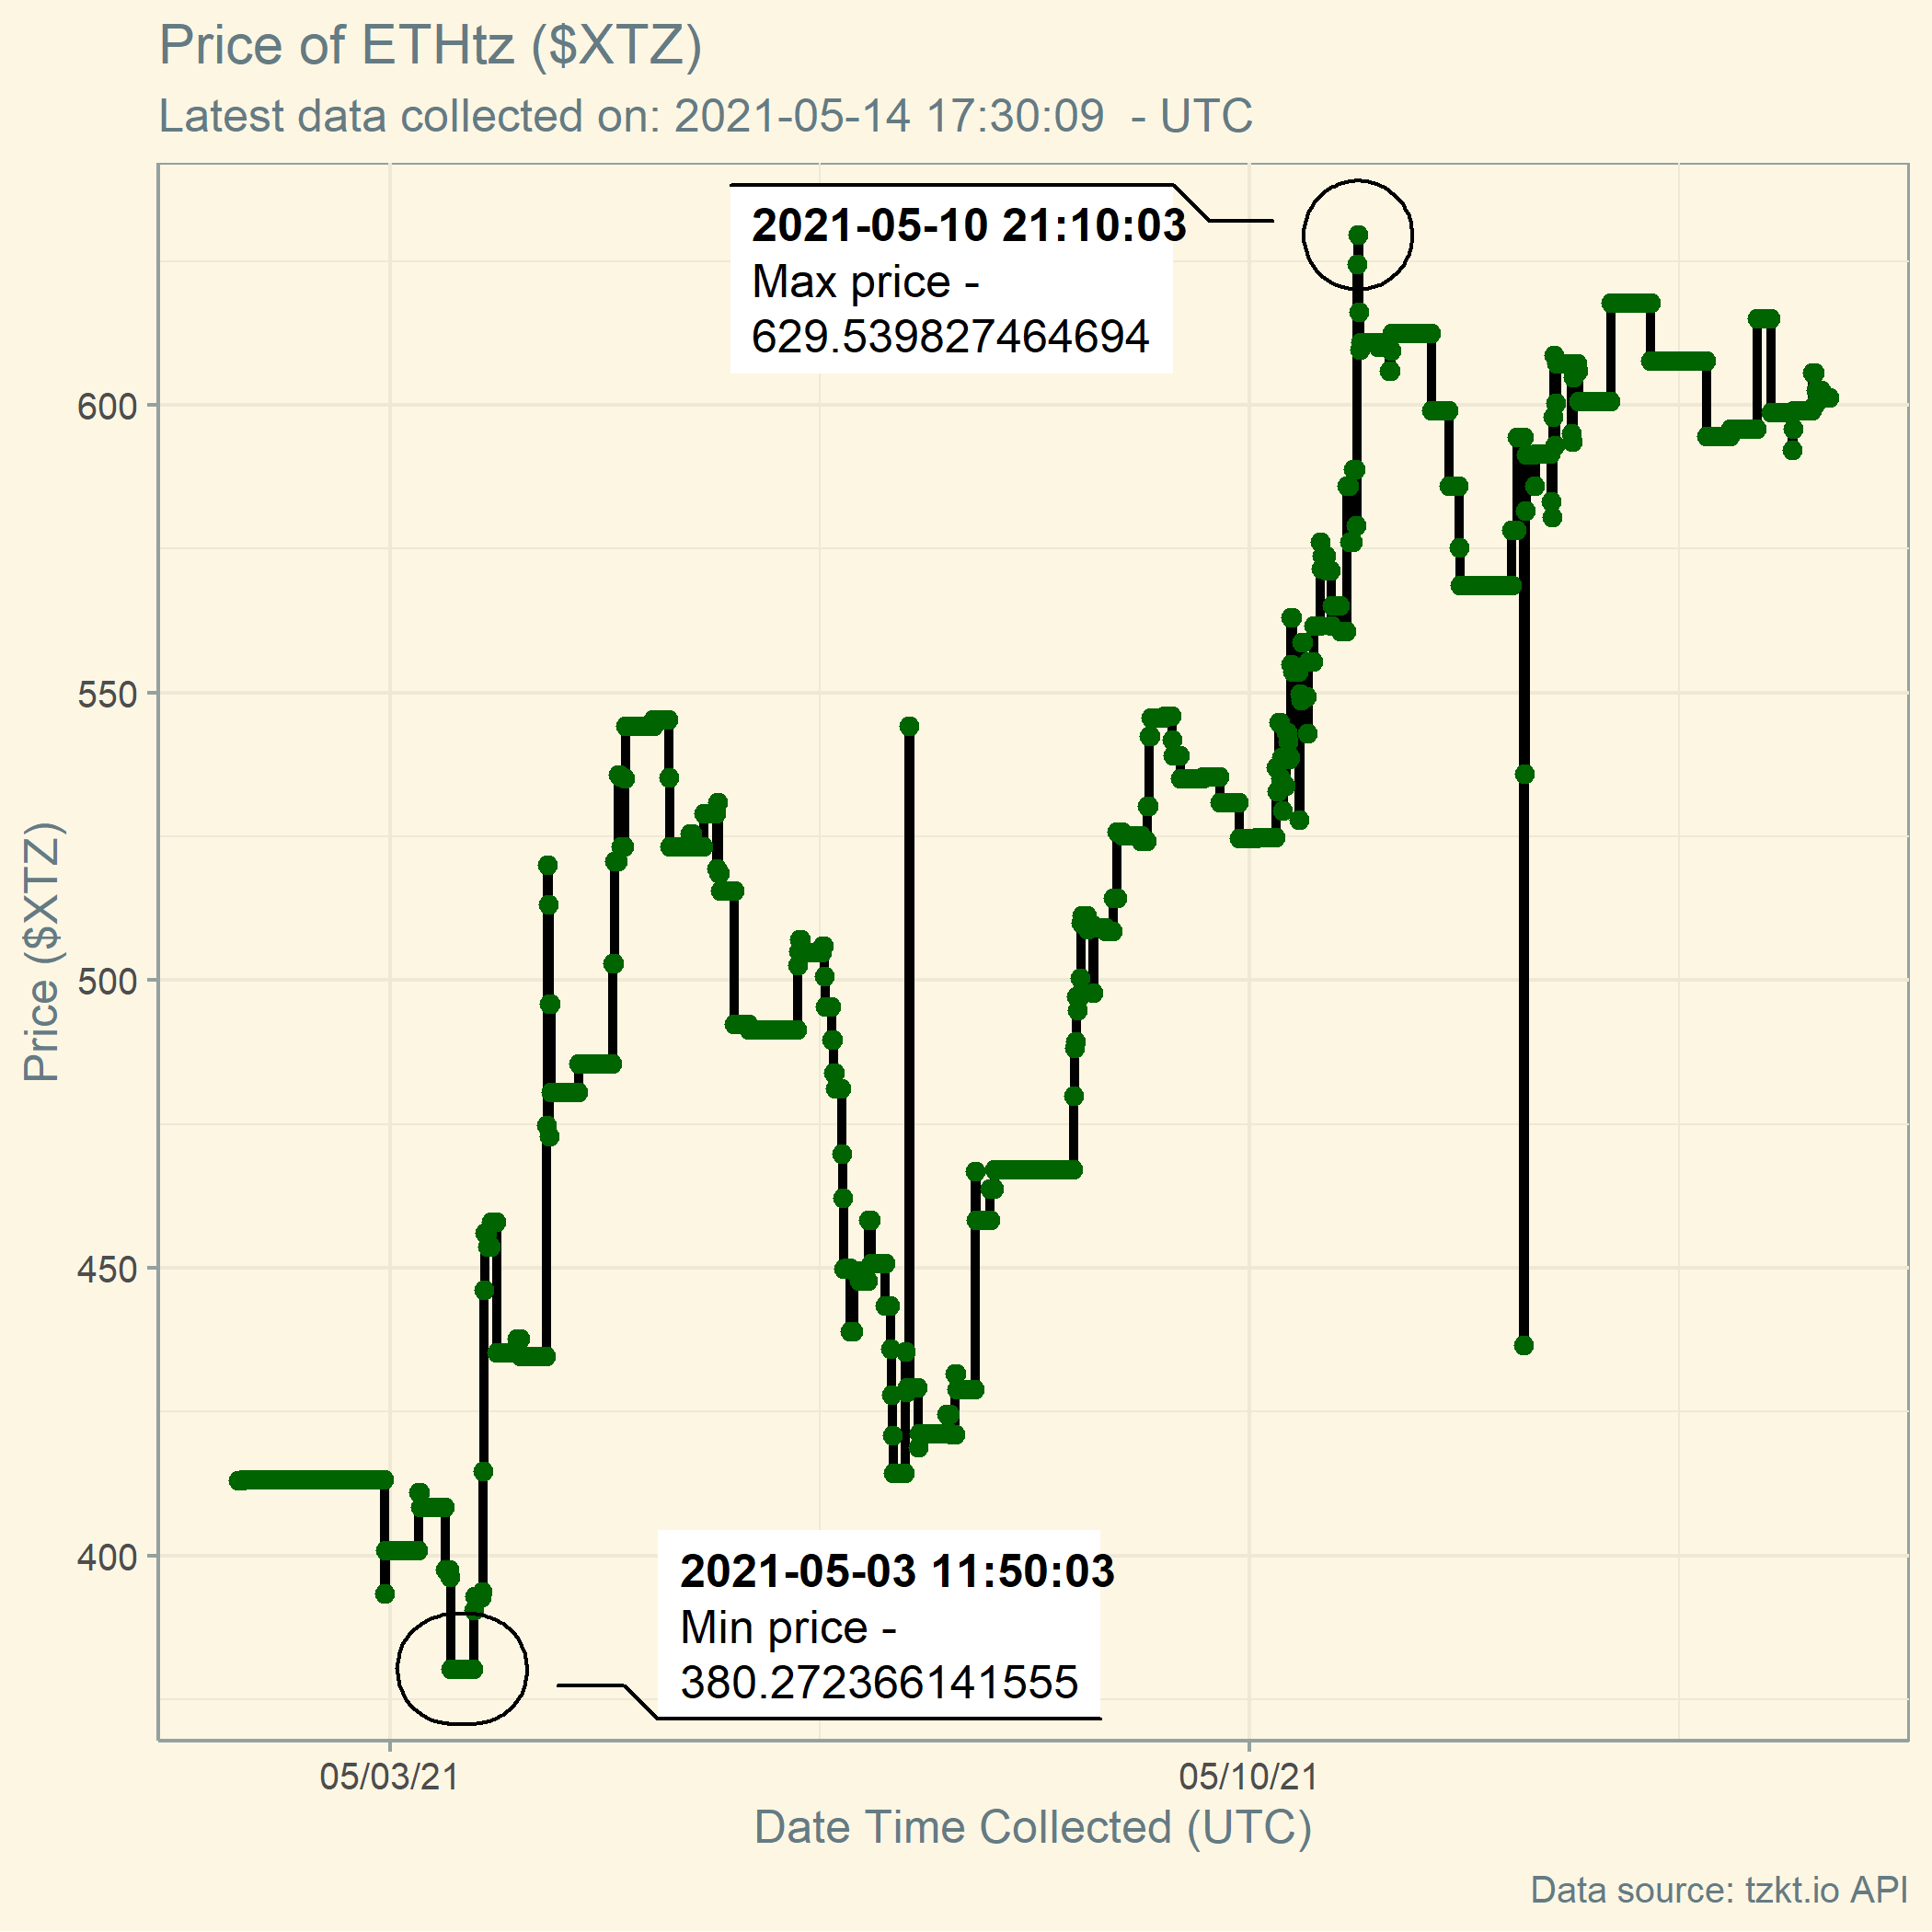 Price of ETHtz ($XTZ)
Latest data collected on: 2021-05-14 17:30:09  - UTC
2021-05-10 21:10:03
Max price -
629.539827464694
600
550
500
450
400
Price ($XTZ)
2021-05-03 11:50:03
Min price -
380.272366141555
05/03/21
05/10/21
Date Time Collected (UTC)
Data source: tzkt.io API